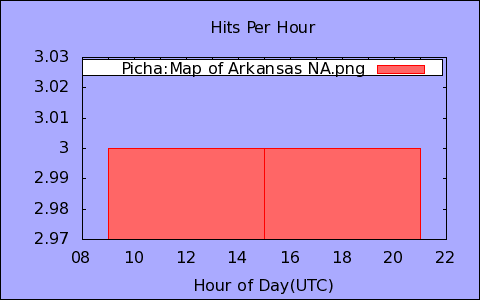 Hits Per Hour
3.03
Picha:Map of Arkansas NA.png
3.02
3.01
3
2.99
2.98
2.97
08 10 12 14 16 18 20 22
Hour of Day(UTC)